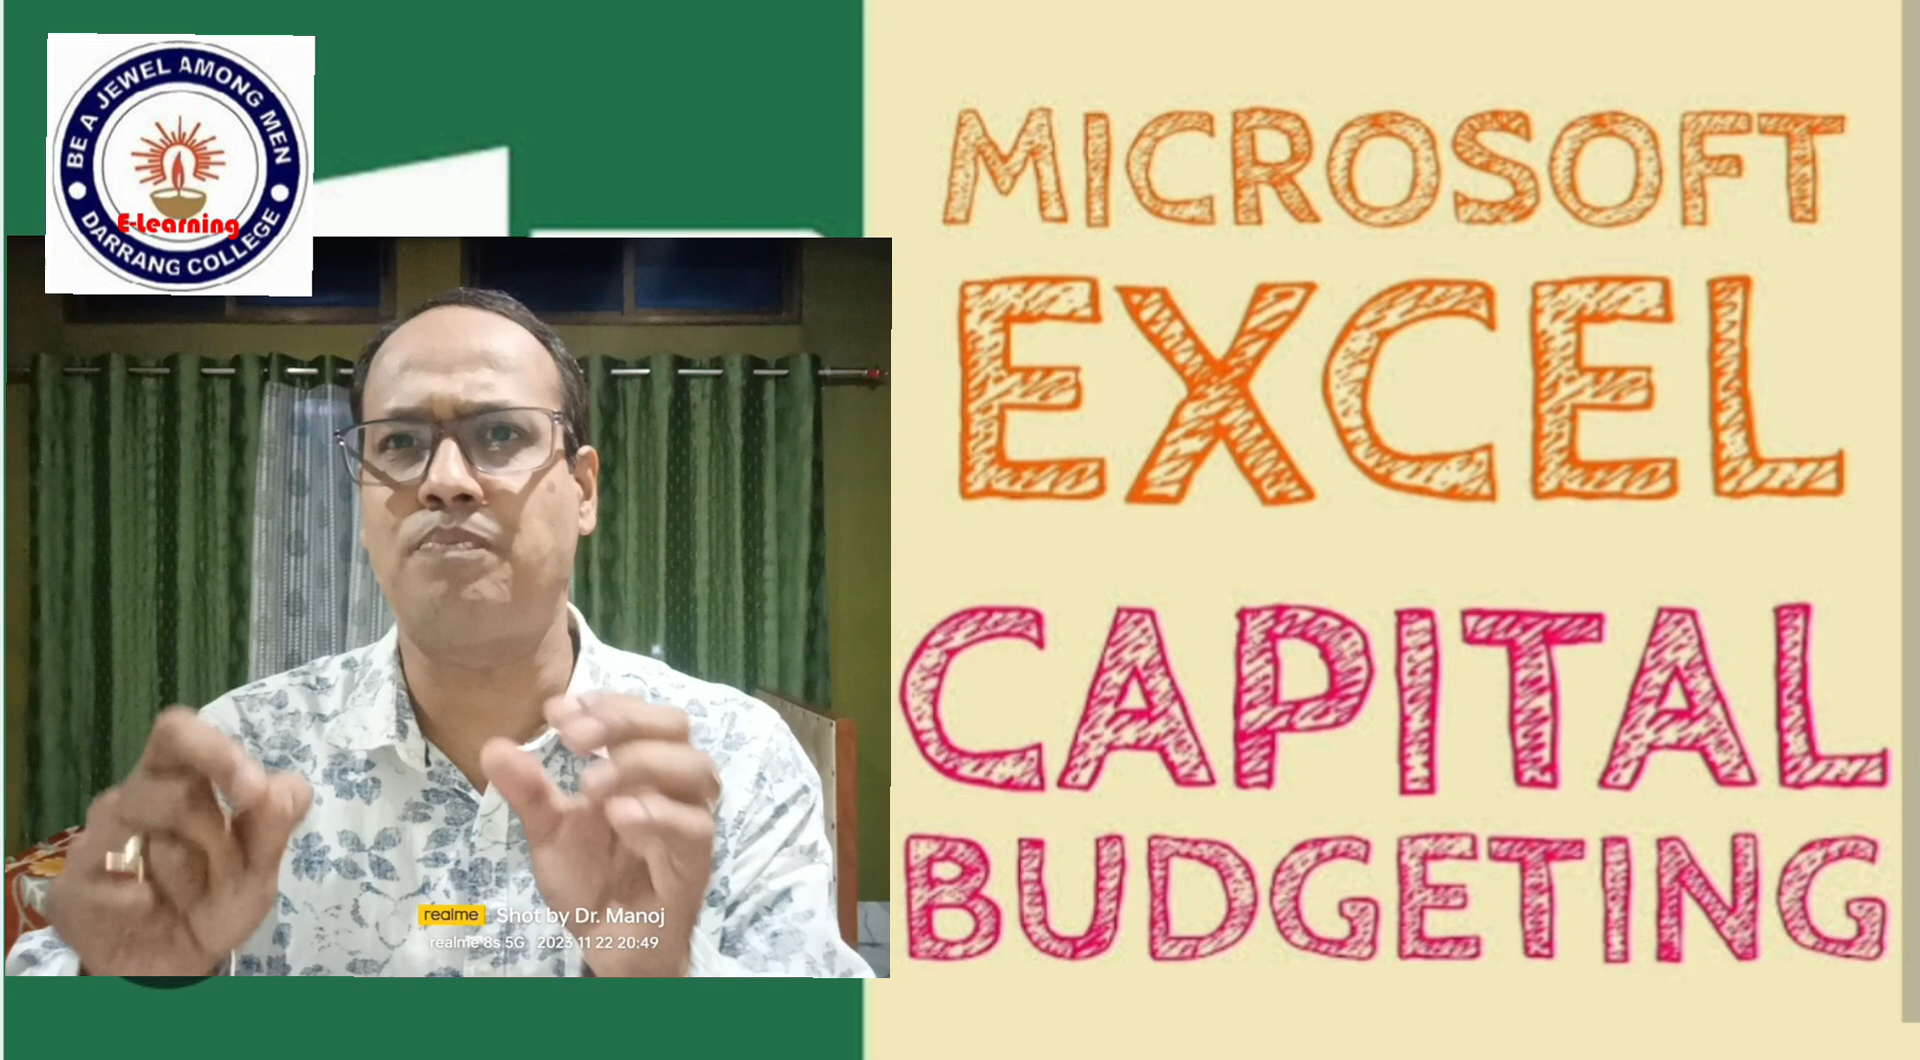 BE A JEWEL AMONG MEN
E-Learning
DARRANG COLLEGE
MICROSOFT
EXCEL
CAPITAL
BUDGETING
realme Shot by Dr. Manoj
realme 8s 5G 2023 11 22 20:49